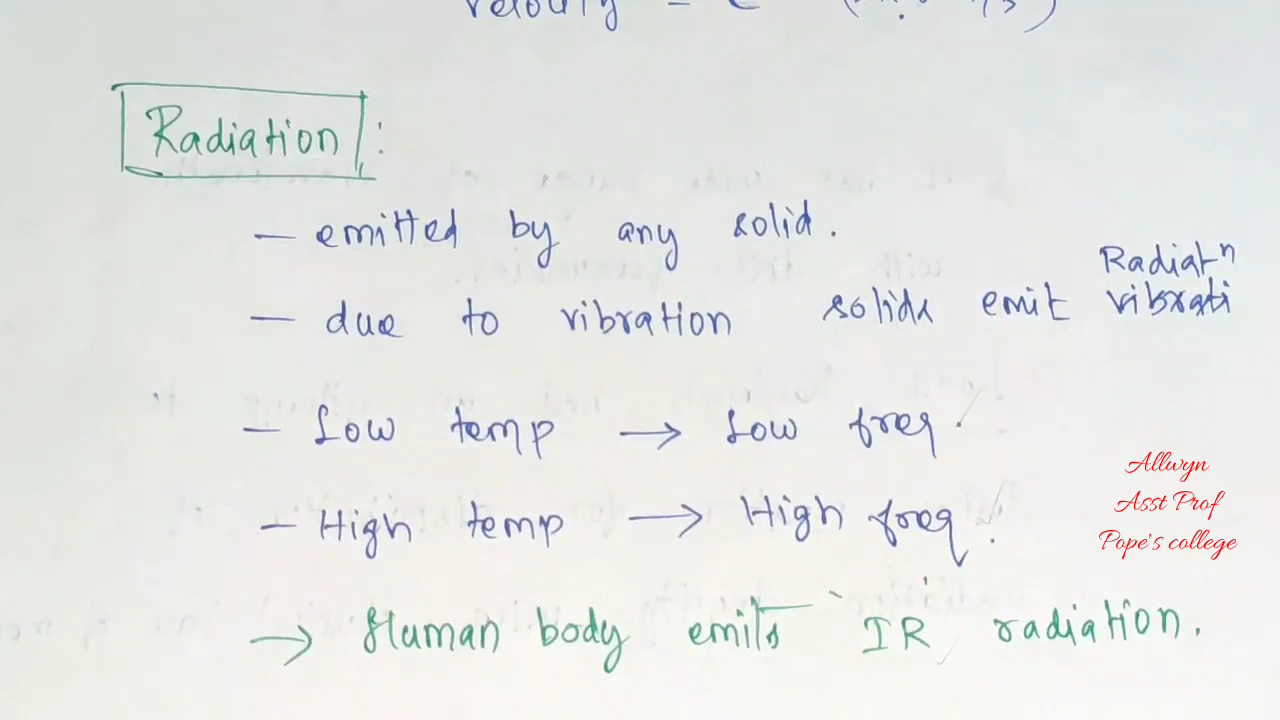 velocity = c
Radiation :
— emitted by any solid.
Radiatn
— due to vibration solids emit vibrati
— Low temp → Low freq.
— High temp → High freq.
→ Human body emits IR radiation.
Allwyn
Asst Prof
Pope's college